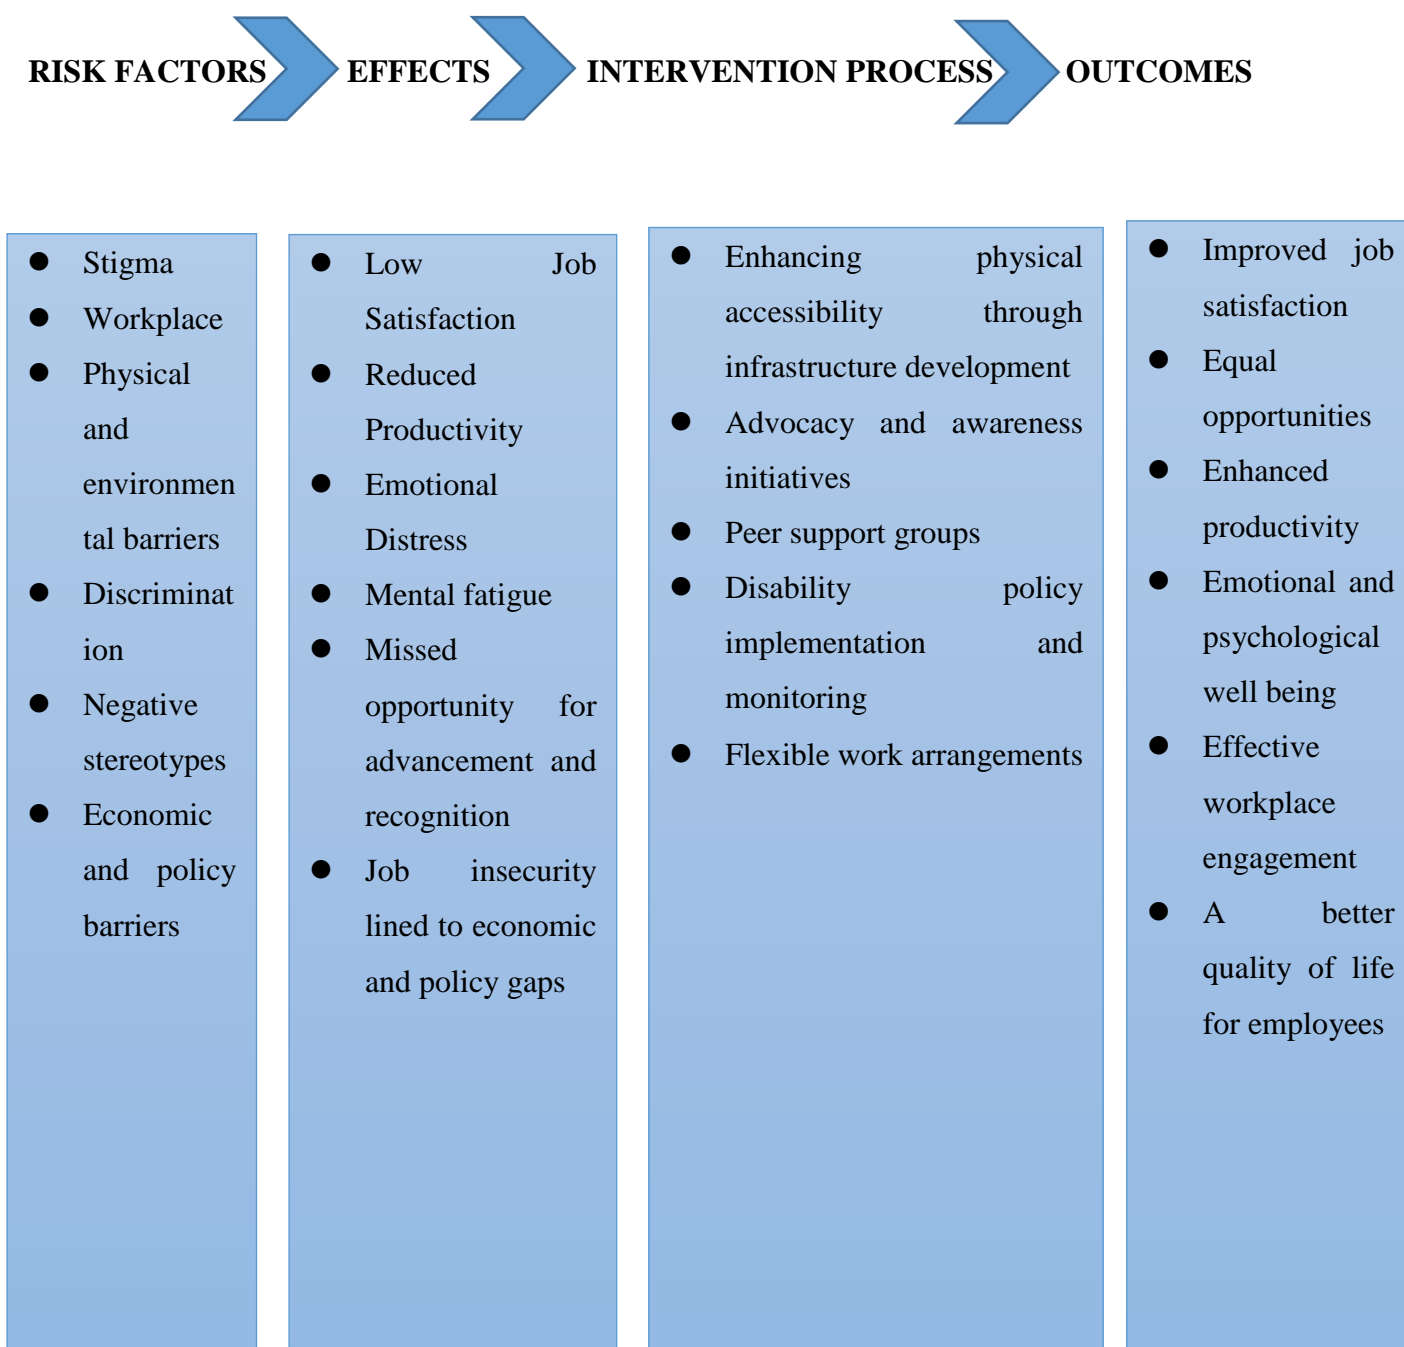 RISK FACTORS EFFECTS INTERVENTION PROCESS OUTCOMES
● Stigma
● Workplace
● Physical
and
environmen
tal barriers
● Discriminat
ion
● Negative
stereotypes
● Economic
and policy
barriers
● Low Job
Satisfaction
● Reduced
Productivity
● Emotional
Distress
● Mental fatigue
● Missed
opportunity for
advancement and
recognition
● Job insecurity
lined to economic
and policy gaps
● Enhancing physical
accessibility through
infrastructure development
● Advocacy and awareness
initiatives
● Peer support groups
● Disability policy
implementation and
monitoring
● Flexible work arrangements
● Improved job
satisfaction
● Equal
opportunities
● Enhanced
productivity
● Emotional and
psychological
well being
● Effective
workplace
engagement
● A better
quality of life
for employees